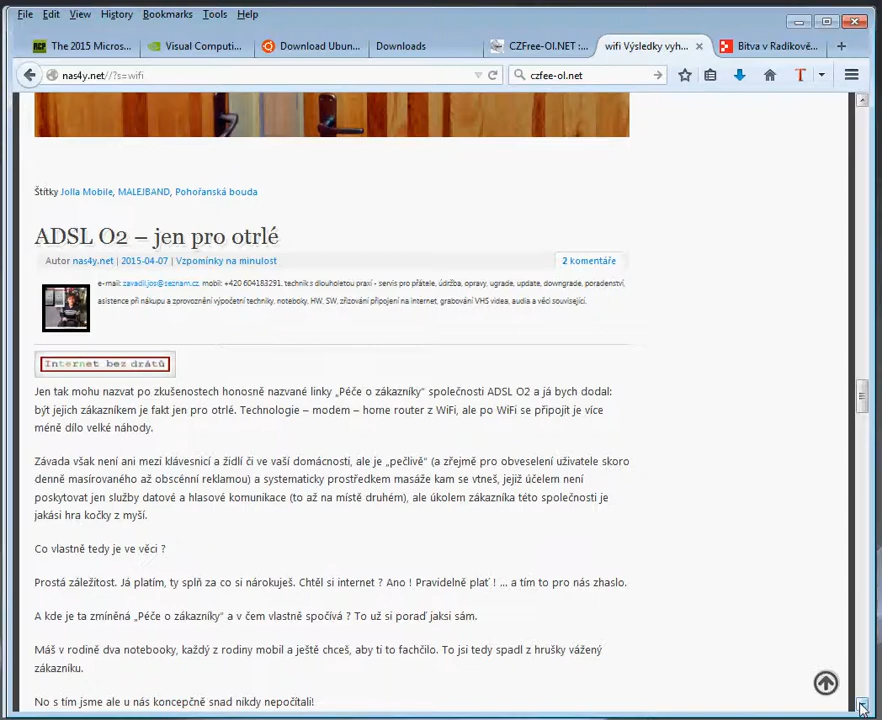 File Edit View History Bookmarks Tools Help
The 2015 Micros... Visual Computi... Download Ubun... Downloads CZFree-Ol.NET :... wifi Výsledky vyh... Bitva v Radíkově...
nas4y.net//?s=wifi czfree-ol.net
Štítky Jolla Mobile, MALEJBAND, Pohořanská bouda
ADSL O2 – jen pro otrlé
Autor nas4y.net | 2015-04-07 | Vzpomínky na minulost 2 komentáře
e-mail: zavadil.jos@seznam.cz. mobil: +420 604183291. technik s dlouholetou praxí - servis pro přátele, údržba, opravy, ugrade, update, downgrade, poradenství,
asistence při nákupu a zprovoznění výpočetní techniky, noteboky, HW, SW, zřizování připojení na internet, grabování VHS videa, audia a věci související.
Internet bez drátů
Jen tak mohu nazvat po zkušenostech honosně nazvané linky „Péče o zákazníky“ společnosti ADSL O2 a já bych dodal:
být jejich zákazníkem je fakt jen pro otrlé. Technologie – modem – home router z WiFi, ale po WiFi se připojit je více
méně dílo velké náhody.
Závada však není ani mezi klávesnicí a židlí či ve vaší domácnosti, ale je „pečlivě“ (a zřejmě pro obveselení uživatele skoro
denně masírovaného až obscénní reklamou) a systematicky prostředkem masáže kam se vtneš, jejíž účelem není
poskytovat jen služby datové a hlasové komunikace (to až na místě druhém), ale úkolem zákazníka této společnosti je
jakási hra kočky z myší.
Co vlastně tedy je ve věci ?
Prostá záležitost. Já platím, ty splň za co si nárokuješ. Chtěl si internet ? Ano ! Pravidelně plať ! ... a tím to pro nás zhaslo.
A kde je ta zmíněná „Péče o zákazníky“ a v čem vlastně spočívá ? To už si poraď jaksi sám.
Máš v rodině dva notebooky, každý z rodiny mobil a ještě chceš, aby ti to fachčilo. To jsi tedy spadl z hrušky vážený
zákazníku.
No s tím jsme ale u nás koncepčně snad nikdy nepočítali!